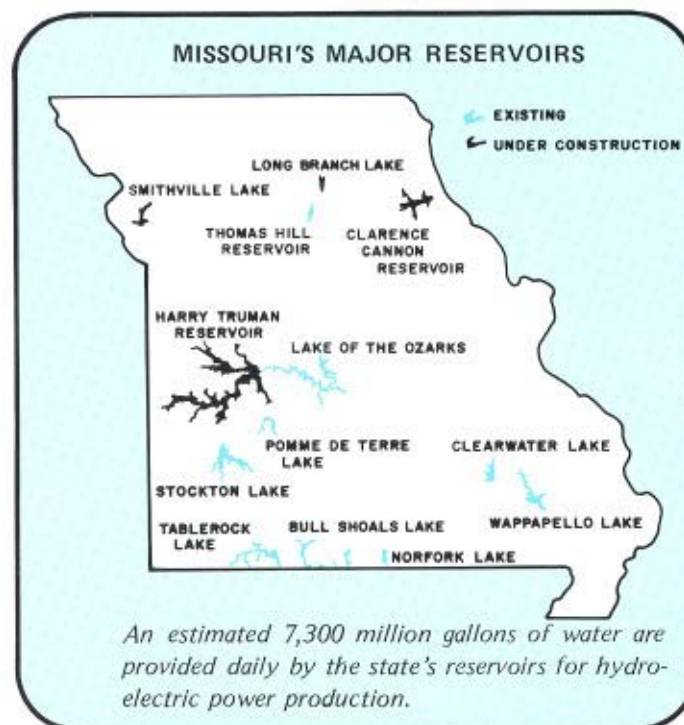 MISSOURI'S MAJOR RESERVOIRS
EXISTING
UNDER CONSTRUCTION
LONG BRANCH LAKE
SMITHVILLE LAKE
THOMAS HILL
RESERVOIR
CLARENCE
CANNON
RESERVOIR
HARRY TRUMAN
RESERVOIR
LAKE OF THE OZARKS
POMME DE TERRE
LAKE
CLEARWATER LAKE
STOCKTON LAKE
WAPPAPELLO LAKE
TABLEROCK
LAKE
BULL SHOALS LAKE
NORFORK LAKE
An estimated 7,300 million gallons of water are
provided daily by the state's reservoirs for hydro-
electric power production.